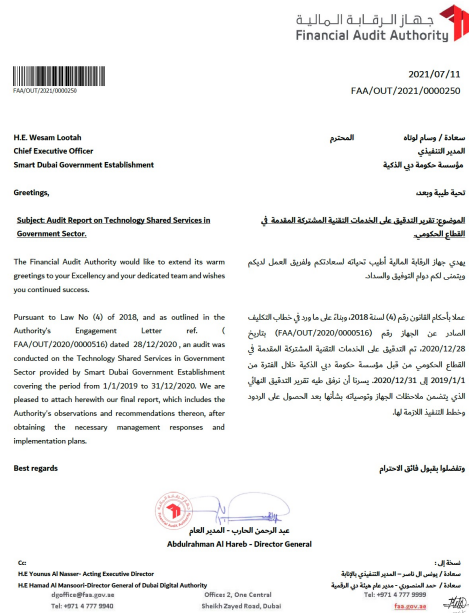 جهاز الرقابة المالية
Financial Audit Authority
2021/07/11
FAA/OUT/2021/0000250
FAA/OUT/2021/0000250
H.E. Wesam Lootah
Chief Executive Officer
Smart Dubai Government Establishment
سعادة / وسام لوتاه المحترم
المدير التنفيذي
مؤسسة حكومة دبي الذكية
Greetings,
تحية طيبة وبعد،
Subject: Audit Report on Technology Shared Services in
Government Sector.
الموضوع: تقرير التدقيق على الخدمات التقنية المشتركة المقدمة في
القطاع الحكومي.
The Financial Audit Authority would like to extend its warm
greetings to your Excellency and your dedicated team and wishes
you continued success.
يهدي جهاز الرقابة المالية أطيب تحياته لسعادتكم ولفريق العمل لديكم
ويتمنى لكم دوام التوفيق والسداد.
Pursuant to Law No (4) of 2018, and as outlined in the
Authority's Engagement Letter ref. (
FAA/OUT/2020/0000516) dated 28/12/2020 , an audit was
conducted on the Technology Shared Services in Government
Sector provided by Smart Dubai Government Establishment
covering the period from 1/1/2019 to 31/12/2020. We are
pleased to attach herewith our final report, which includes the
Authority's observations and recommendations thereon, after
obtaining the necessary management responses and
implementation plans.
عملا بأحكام القانون رقم (4) لسنة 2018، وبناءً على ما ورد في خطاب التكليف
الصادر عن الجهاز رقم (FAA/OUT/2020/0000516) بتاريخ
2020/12/28، تم التدقيق على الخدمات التقنية المشتركة المقدمة في
القطاع الحكومي من قبل مؤسسة حكومة دبي الذكية خلال الفترة من
2019/1/1 إلى 2020/12/31. يسرنا أن نرفق طيه تقرير التدقيق النهائي
الذي يتضمن ملاحظات الجهاز وتوصياته بشأنها بعد الحصول على الردود
وخطط التنفيذ اللازمة لها.
Best regards
وتفضلوا بقبول فائق الاحترام
عبد الرحمن الحارب - المدير العام
Abdulrahman Al Hareb - Director General
Cc:
نسخة إلى :
H.E Younus Al Nasser- Acting Executive Director
سعادة / يونس ال ناصر – المدير التنفيذي بالإنابة
H.E Hamad Al Mansoori-Director General of Dubai Digital Authority
سعادة / حمد المنصوري - مدير عام هيئة دبي الرقمية
dgoffice@faa.gov.ae
Tel: +971 4 777 9940
Offices 2, One Central
Sheikh Zayed Road, Dubai
Tel: +971 4 777 9999
www.faa.gov.ae